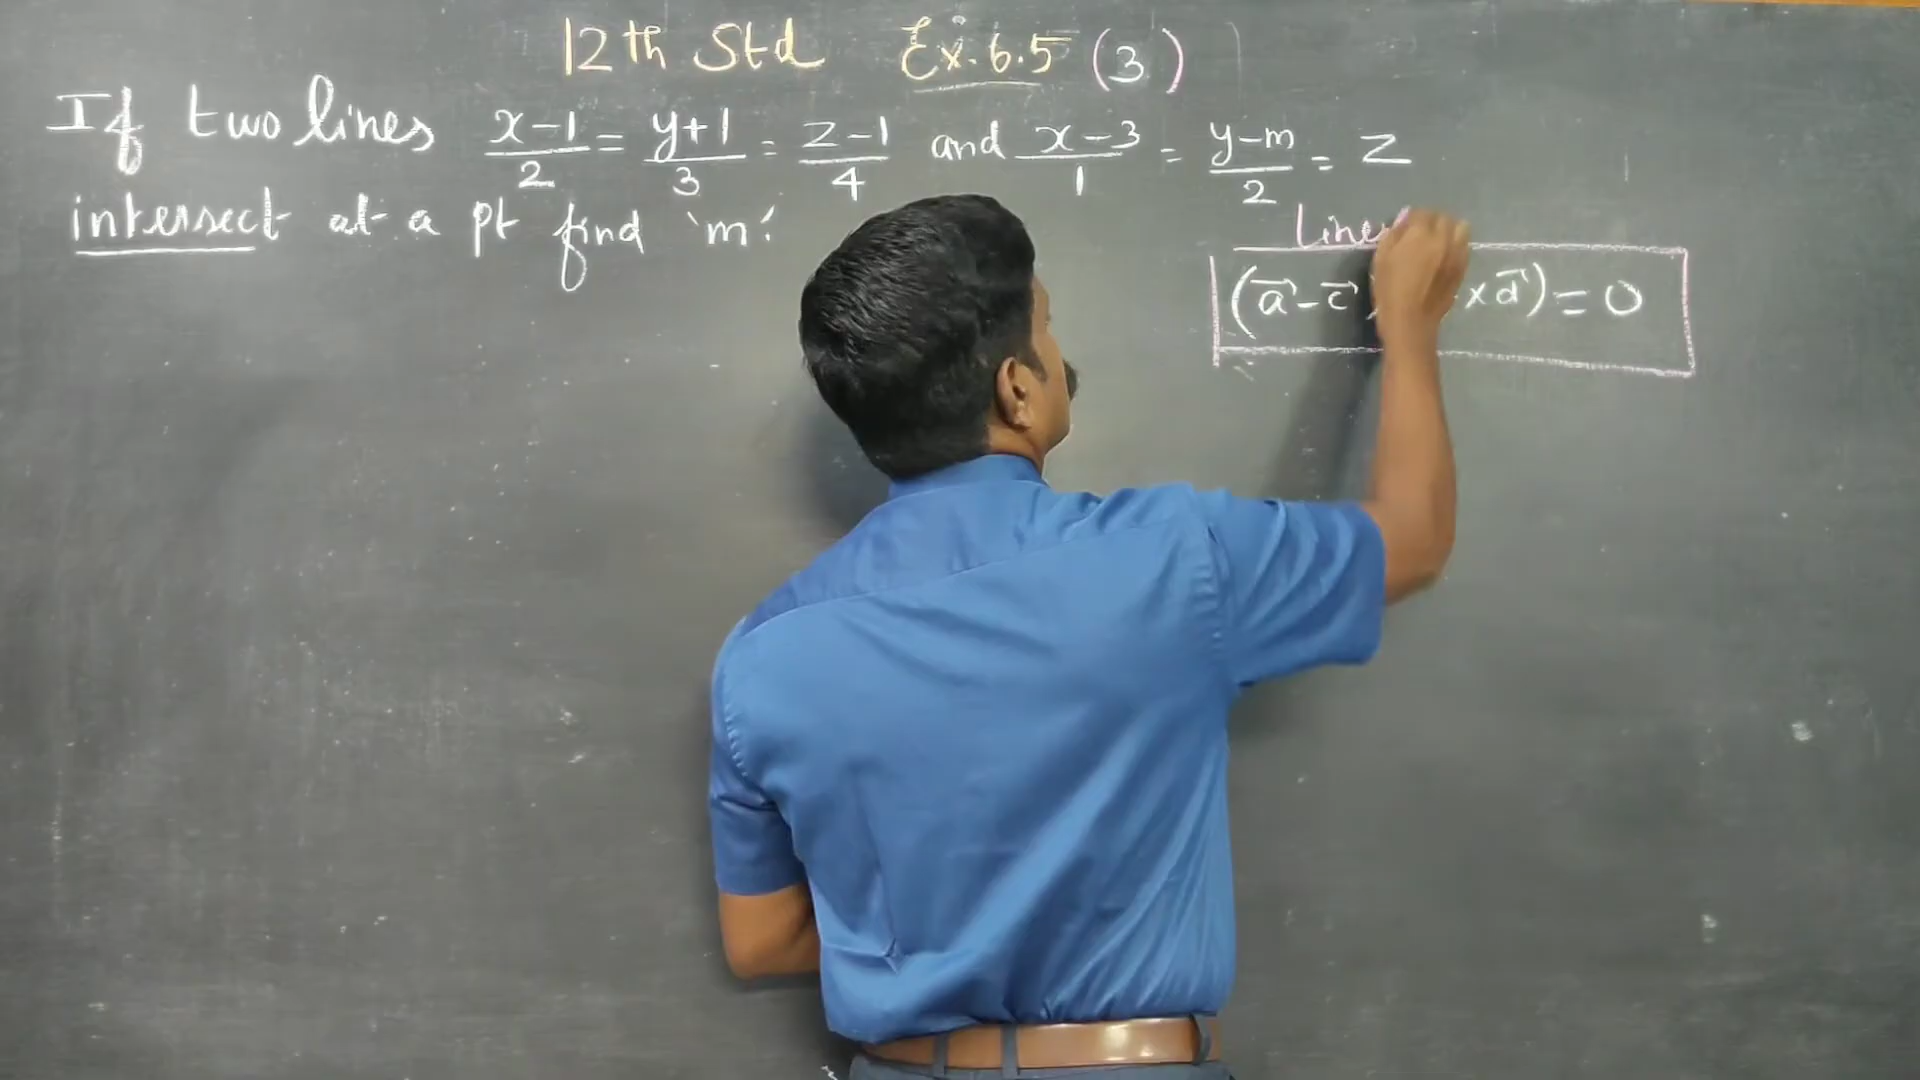 12th Std Ex.6.5 (3)
If two lines x-1/2 = y+1/3 = z-1/4 and x-3/1 = y-m/2 = z
intersect at a pt find 'm'.
Line
(a⃗ - c⃗) × d⃗) = 0